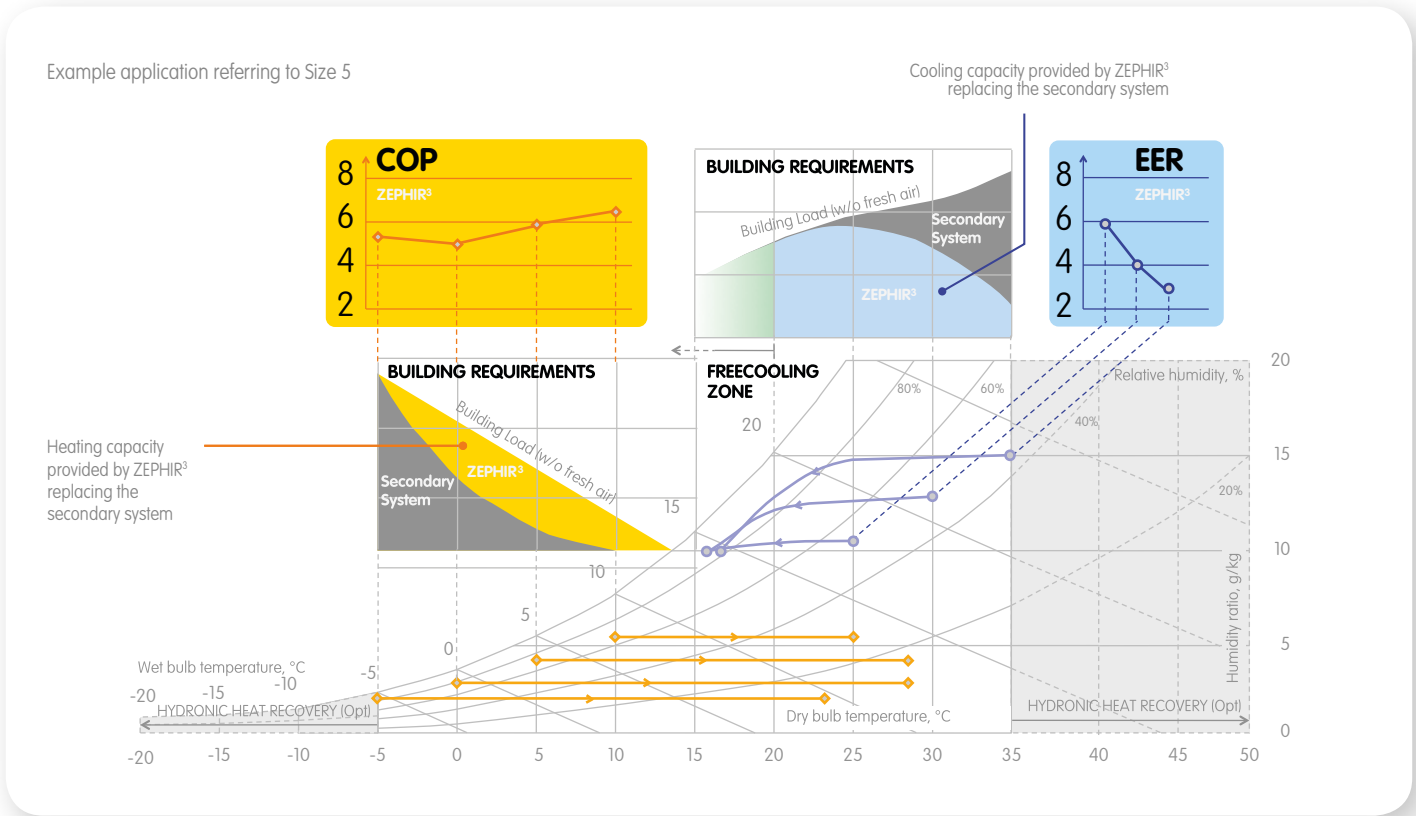 Example application referring to Size 5
Cooling capacity provided by ZEPHIR³
replacing the secondary system
COP
8
6
4
2
ZEPHIR³
BUILDING REQUIREMENTS
Building Load (w/o fresh air)
Secondary
System
ZEPHIR³
EER
8
6
4
2
ZEPHIR³
BUILDING REQUIREMENTS
Building Load (w/o fresh air)
ZEPHIR³
Secondary
System
Heating capacity
provided by ZEPHIR³
replacing the
secondary system
FREECOOLING
ZONE
80%
60%
40%
20%
Relative humidity, %
20
15
10
5
0
-5
-10
-15
-20
Wet bulb temperature, °C
HYDRONIC HEAT RECOVERY (Opt)
Dry bulb temperature, °C
HYDRONIC HEAT RECOVERY (Opt)
Humidity ratio, g/kg
20
15
10
5
0
-20
-15
-10
-5
0
5
10
15
20
25
30
35
40
45
50